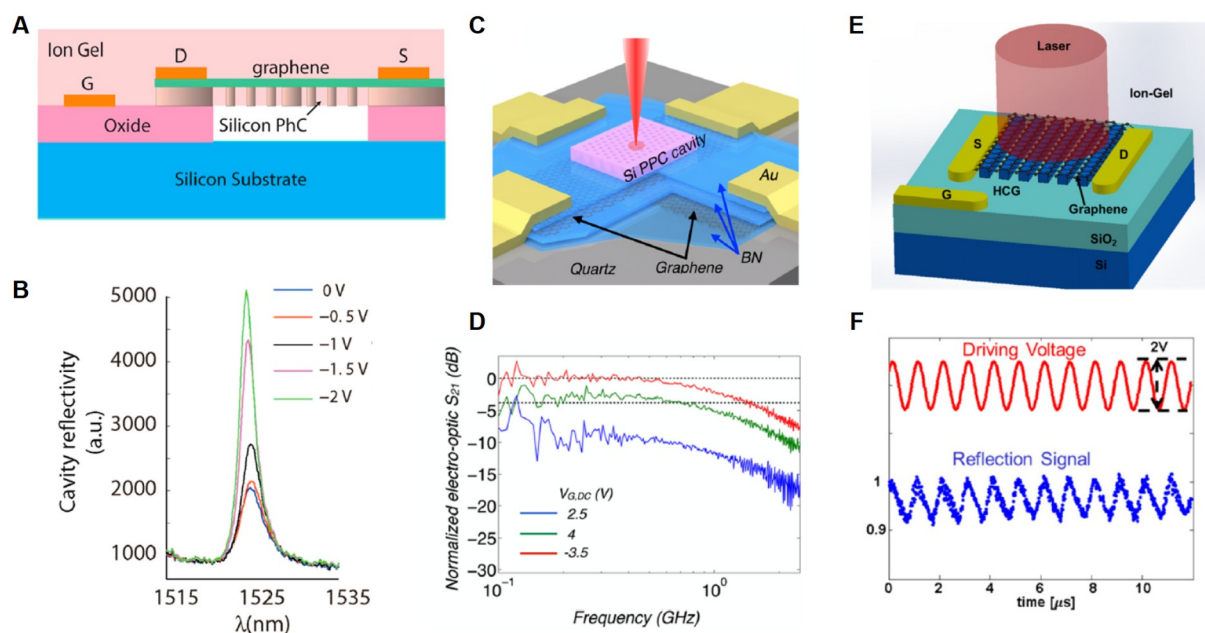 A
Ion Gel
D
S
graphene
G
Oxide
Silicon PhC
Silicon Substrate
B
Cavity reflectivity
(a.u.)
5000
4000
3000
2000
1000
0 V
−0.5 V
−1 V
−1.5 V
−2 V
1515
1525
1535
λ(nm)
C
Si PPC cavity
Au
BN
Quartz
Graphene
D
Normalized electro-optic S21 (dB)
0
−5
−10
−15
−20
−25
−30
VG,DC (V)
2.5
4
-3.5
10⁻¹
10⁰
Frequency (GHz)
E
Laser
Ion-Gel
S
D
HCG
G
Graphene
SiO2
Si
F
Driving Voltage
2V
Reflection Signal
1
0.9
0
2
4
6
8
10
time [μs]